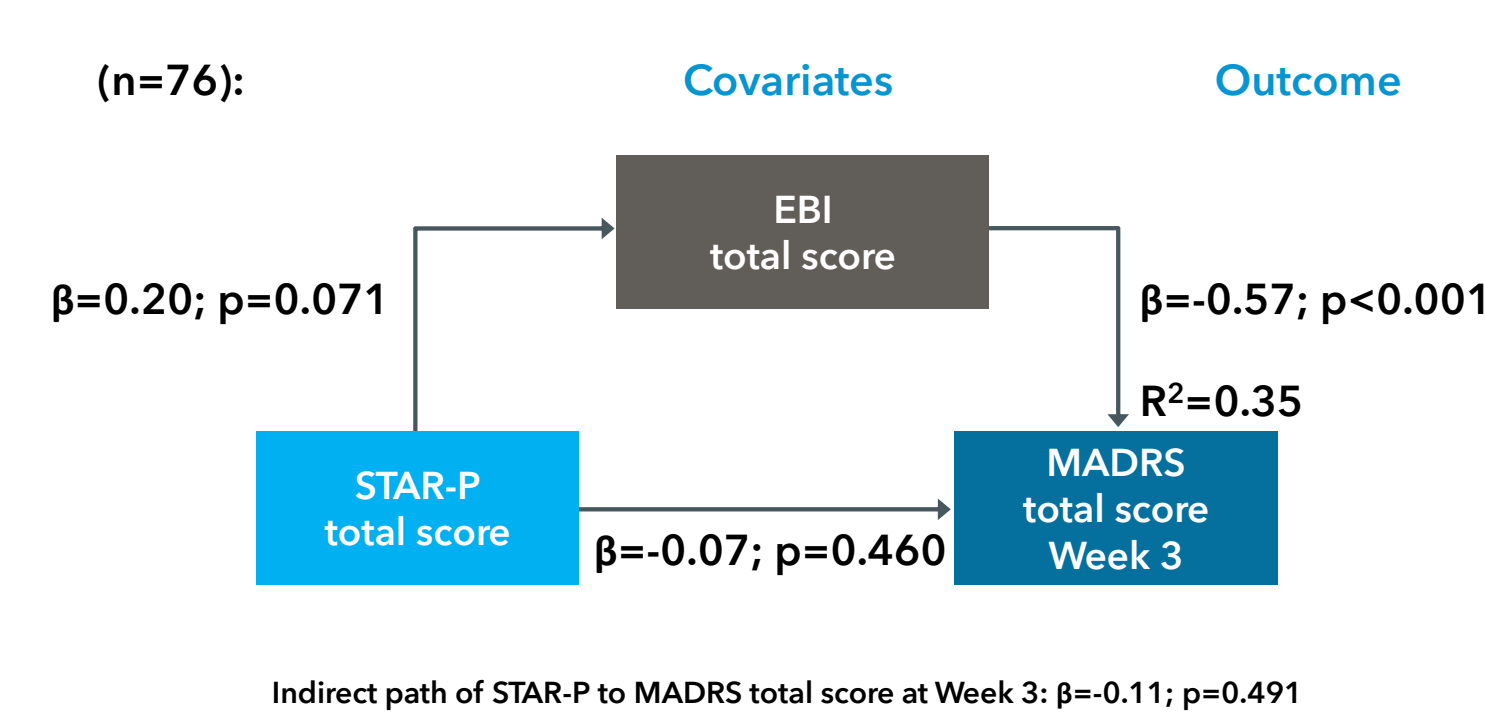 (n=76):
Covariates
Outcome
EBI
total score
β=0.20; p=0.071
β=-0.57; p<0.001
R²=0.35
STAR-P
total score
MADRS
total score
Week 3
β=-0.07; p=0.460
Indirect path of STAR-P to MADRS total score at Week 3: β=-0.11; p=0.491